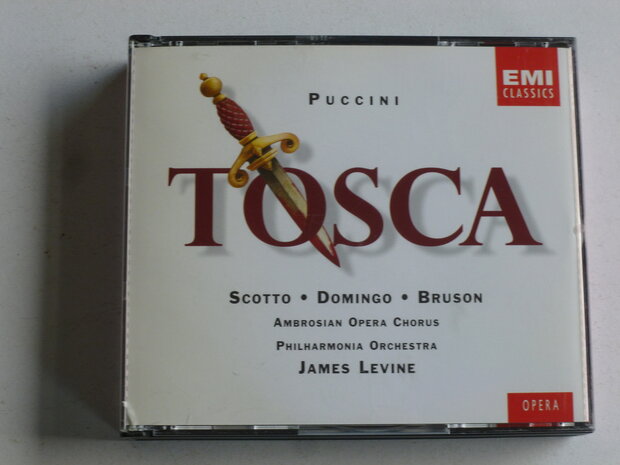 PUCCINI
EMI
CLASSICS
TOSCA
SCOTTO • DOMINGO • BRUSON
AMBROSIAN OPERA CHORUS
PHILHARMONIA ORCHESTRA
JAMES LEVINE
OPERA